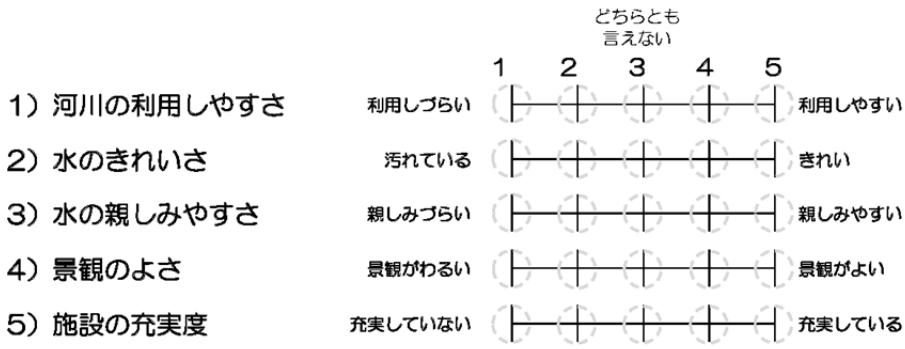 どちらとも
言えない
1 2 3 4 5
1）河川の利用しやすさ 利用しづらい 利用しやすい
2）水のきれいさ 汚れている きれい
3）水の親しみやすさ 親しみづらい 親しみやすい
4）景観のよさ 景観がわるい 景観がよい
5）施設の充実度 充実していない 充実している